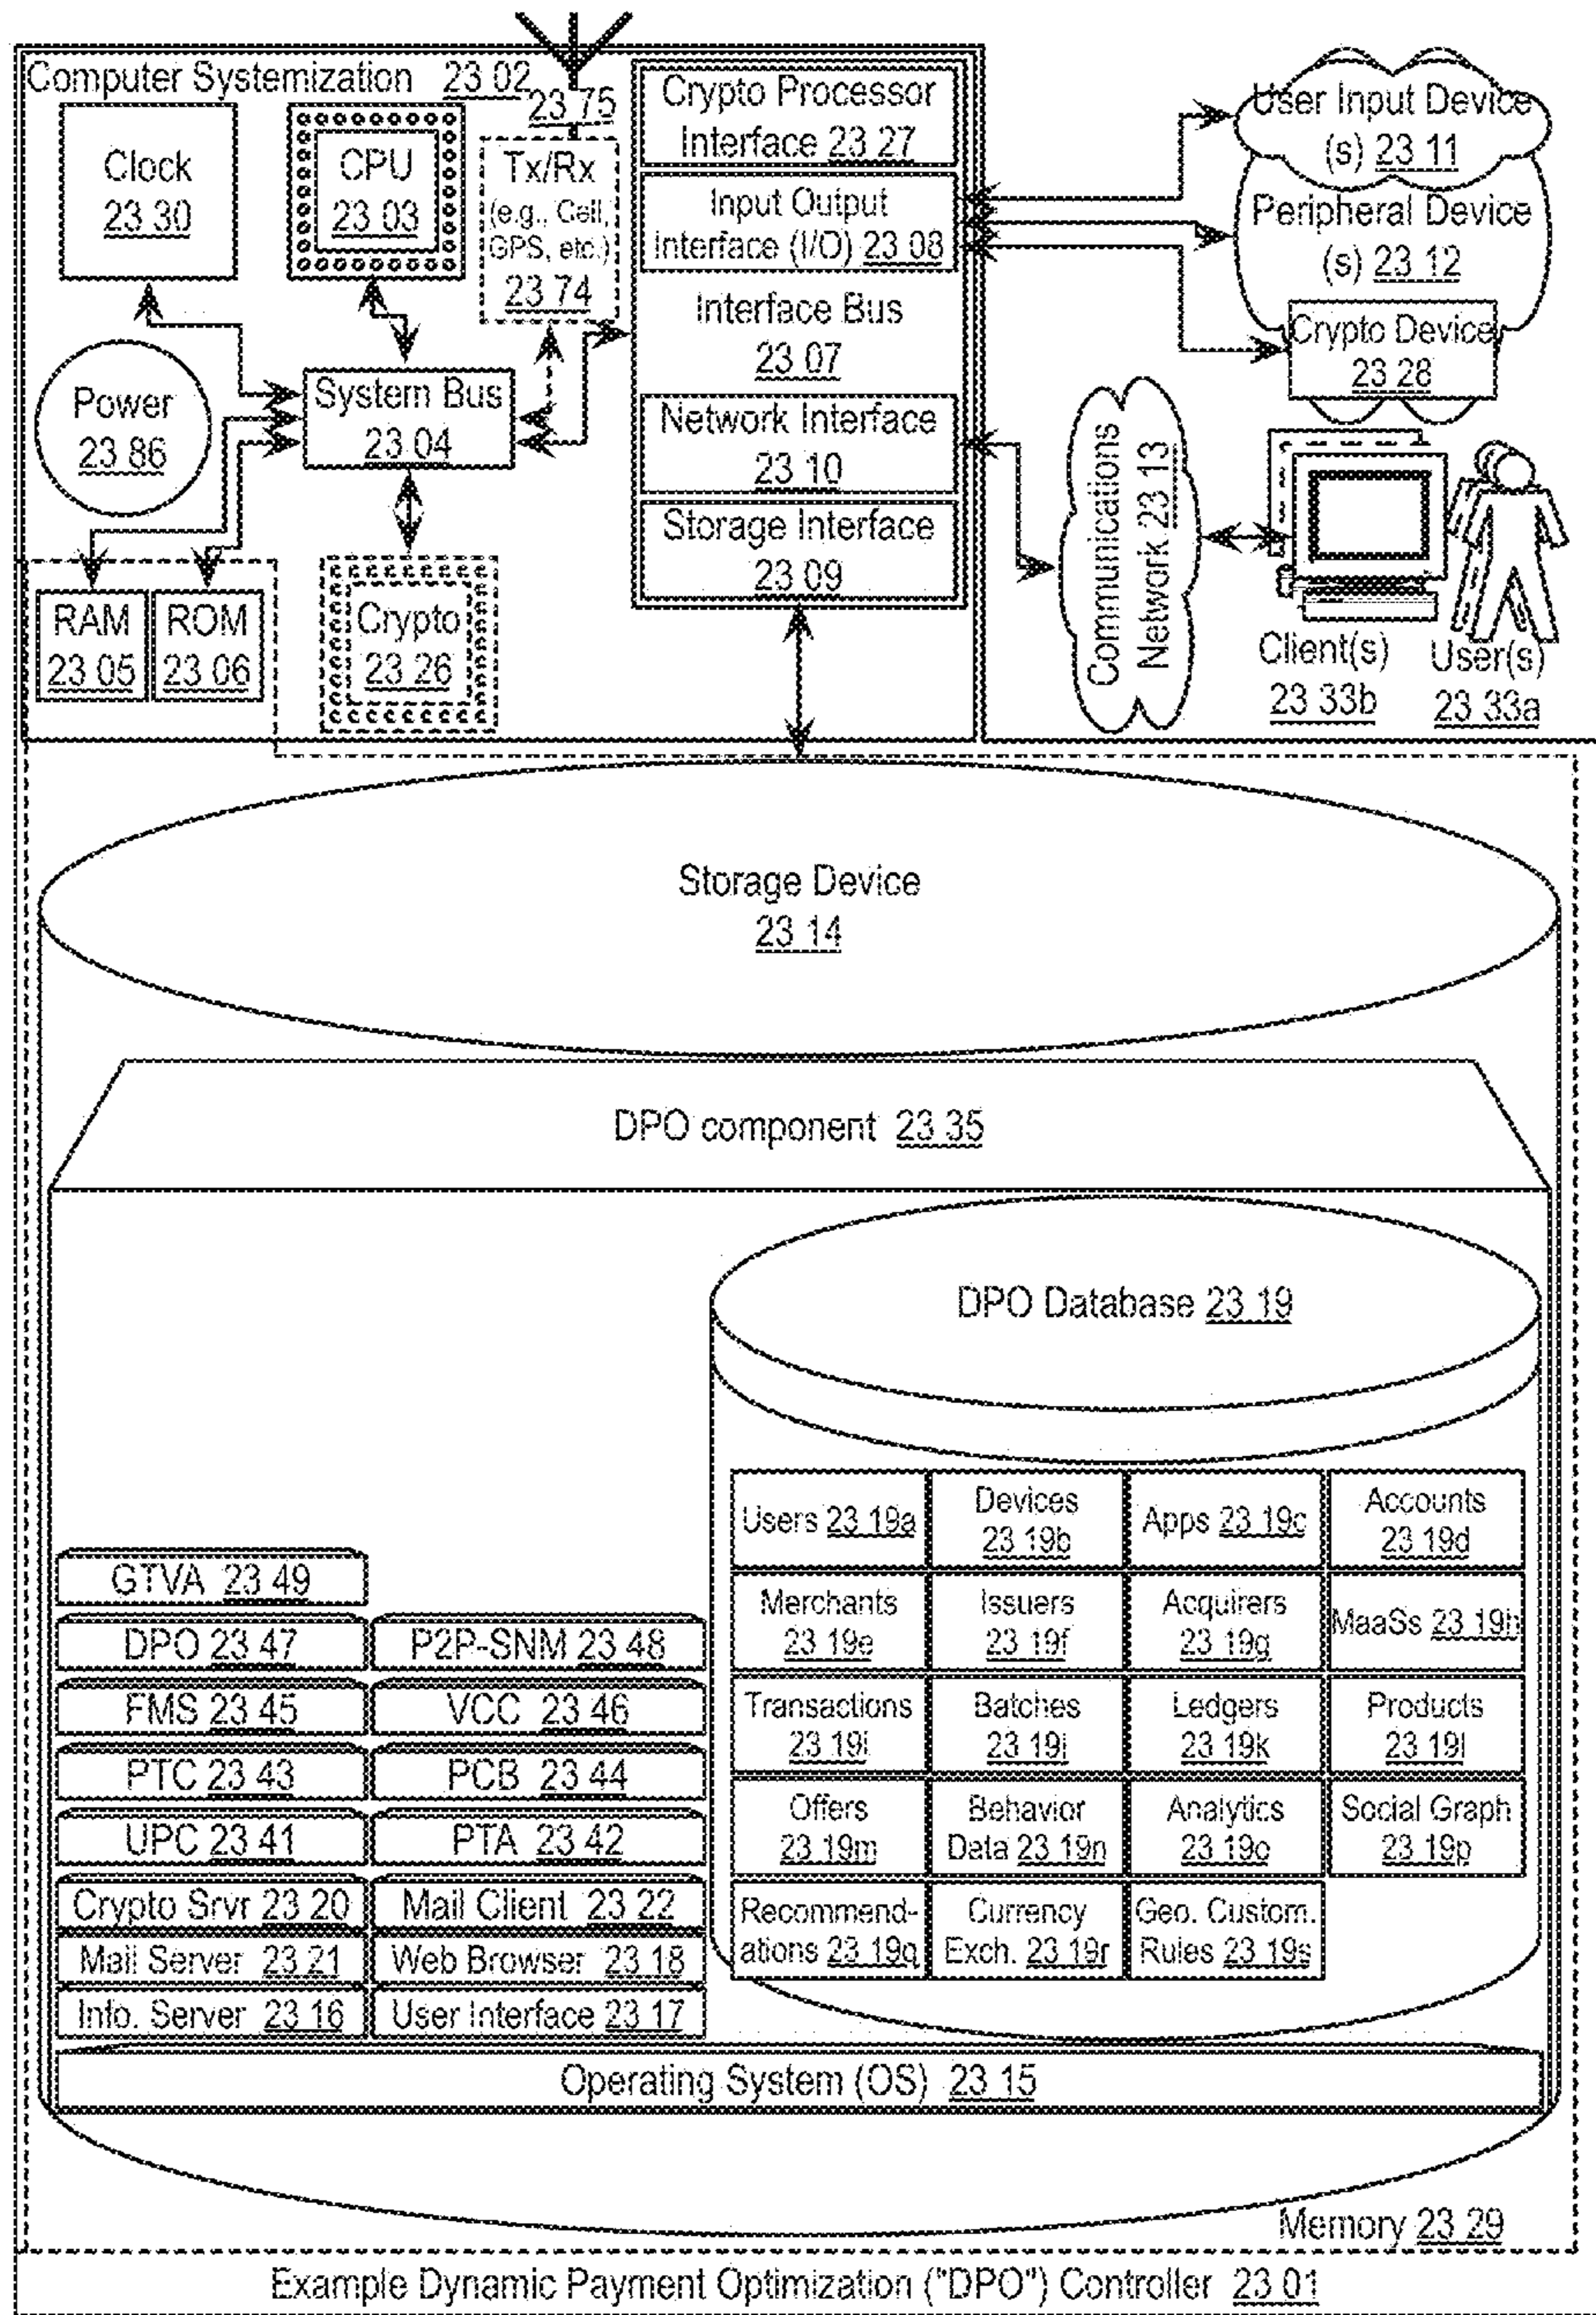 Computer Systemization 23 02
23 75
Clock
23 30
CPU
23 03
Tx/Rx
(e.g., Cell,
GPS, etc.)
23 74
Crypto Processor
Interface 23 27
Input Output
Interface (I/O) 23 08
Interface Bus
23 07
Network Interface
23 10
Storage Interface
23 09
User Input Device
(s) 23 11
Peripheral Device
(s) 23 12
Crypto Device
23 28
Power
23 86
System Bus
23 04
RAM
23 05
ROM
23 06
Crypto
23 26
Communications
Network 23 13
Client(s)
23 33b
User(s)
23 33a
Storage Device
23 14
DPO component 23 35
DPO Database 23 19
Users 23 19a
Devices
23 19b
Apps 23 19c
Accounts
23 19d
Merchants
23 19e
Issuers
23 19f
Acquirers
23 19g
MaaSs 23 19h
Transactions
23 19i
Batches
23 19j
Ledgers
23 19k
Products
23 19l
Offers
23 19m
Behavior
Data 23 19n
Analytics
23 19o
Social Graph
23 19p
Recommend-
ations 23 19q
Currency
Exch. 23 19r
Geo. Custom.
Rules 23 19s
GTVA 23 49
DPO 23 47
P2P-SNM 23 48
FMS 23 45
VCC 23 46
PTC 23 43
PCB 23 44
UPC 23 41
PTA 23 42
Crypto Srvr 23 20
Mail Client 23 22
Mail Server 23 21
Web Browser 23 18
Info. Server 23 16
User Interface 23 17
Operating System (OS) 23 15
Memory 23 29
Example Dynamic Payment Optimization ("DPO") Controller 23 01